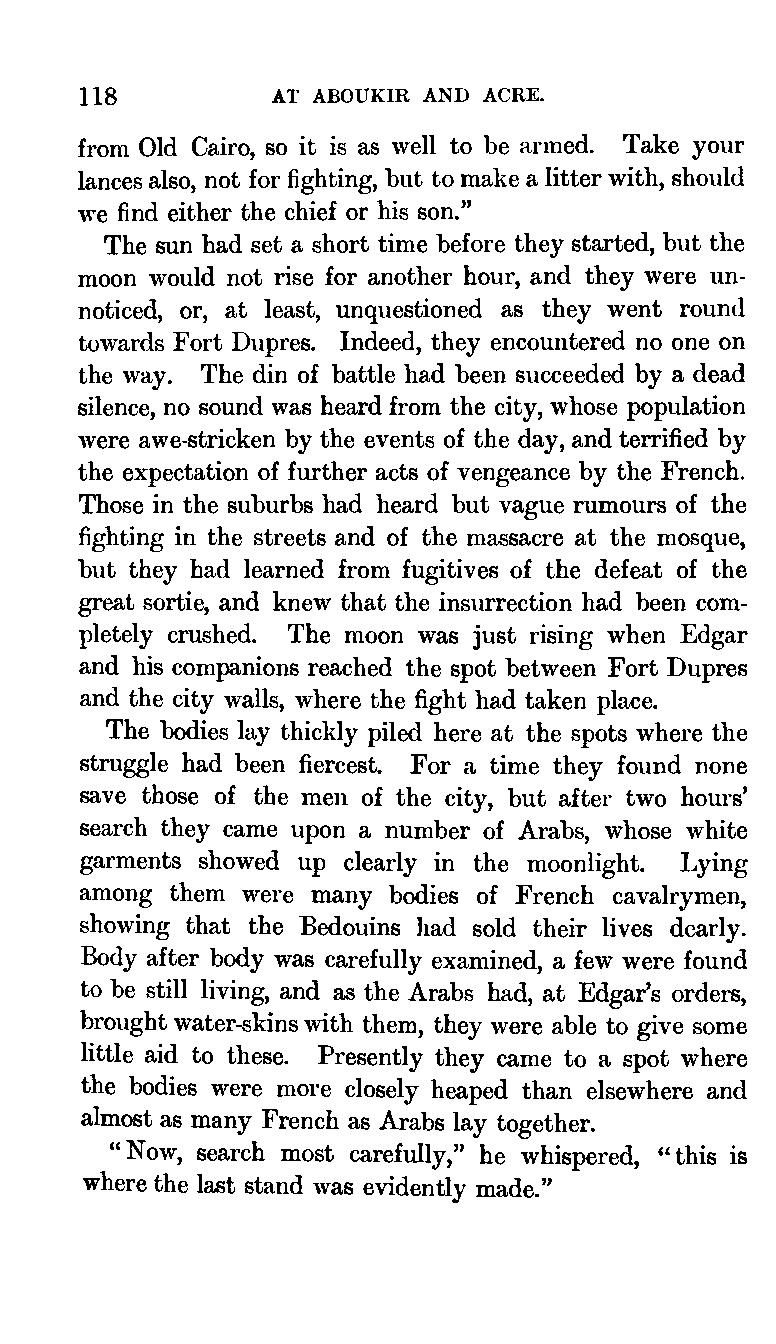 118 AT ABOUKIR AND ACRE.
from Old Cairo, so it is as well to be armed. Take your
lances also, not for fighting, but to make a litter with, should
we find either the chief or his son."
The sun had set a short time before they started, but the
moon would not rise for another hour, and they were un-
noticed, or, at least, unquestioned as they went round
towards Fort Dupres. Indeed, they encountered no one on
the way. The din of battle had been succeeded by a dead
silence, no sound was heard from the city, whose population
were awe-stricken by the events of the day, and terrified by
the expectation of further acts of vengeance by the French.
Those in the suburbs had heard but vague rumours of the
fighting in the streets and of the massacre at the mosque,
but they had learned from fugitives of the defeat of the
great sortie, and knew that the insurrection had been com-
pletely crushed. The moon was just rising when Edgar
and his companions reached the spot between Fort Dupres
and the city walls, where the fight had taken place.
The bodies lay thickly piled here at the spots where the
struggle had been fiercest. For a time they found none
save those of the men of the city, but after two hours'
search they came upon a number of Arabs, whose white
garments showed up clearly in the moonlight. Lying
among them were many bodies of French cavalrymen,
showing that the Bedouins had sold their lives dearly.
Body after body was carefully examined, a few were found
to be still living, and as the Arabs had, at Edgar's orders,
brought water-skins with them, they were able to give some
little aid to these. Presently they came to a spot where
the bodies were more closely heaped than elsewhere and
almost as many French as Arabs lay together.
"Now, search most carefully," he whispered, "this is
where the last stand was evidently made."